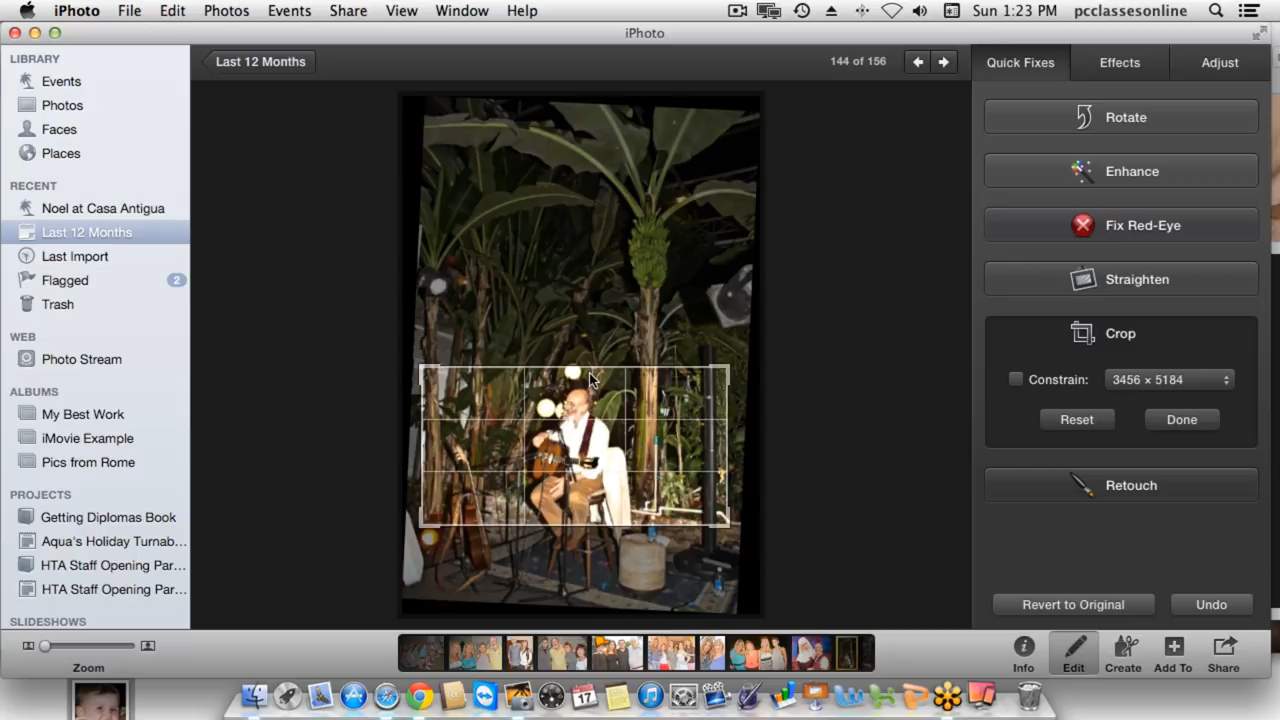 iPhoto File Edit Photos Events Share View Window Help Sun 1:23 PM pcclassesonline
iPhoto
LIBRARY
Events
Photos
Faces
Places
RECENT
Noel at Casa Antigua
Last 12 Months
Last Import
Flagged 2
Trash
WEB
Photo Stream
ALBUMS
My Best Work
iMovie Example
Pics from Rome
PROJECTS
Getting Diplomas Book
Aqua's Holiday Turnab...
HTA Staff Opening Par...
HTA Staff Opening Par...
SLIDESHOWS
Zoom
Last 12 Months
144 of 156
Quick Fixes Effects Adjust
Rotate
Enhance
Fix Red-Eye
Straighten
Crop
Constrain: 3456 × 5184
Reset Done
Retouch
Revert to Original Undo
Info Edit Create Add To Share
17